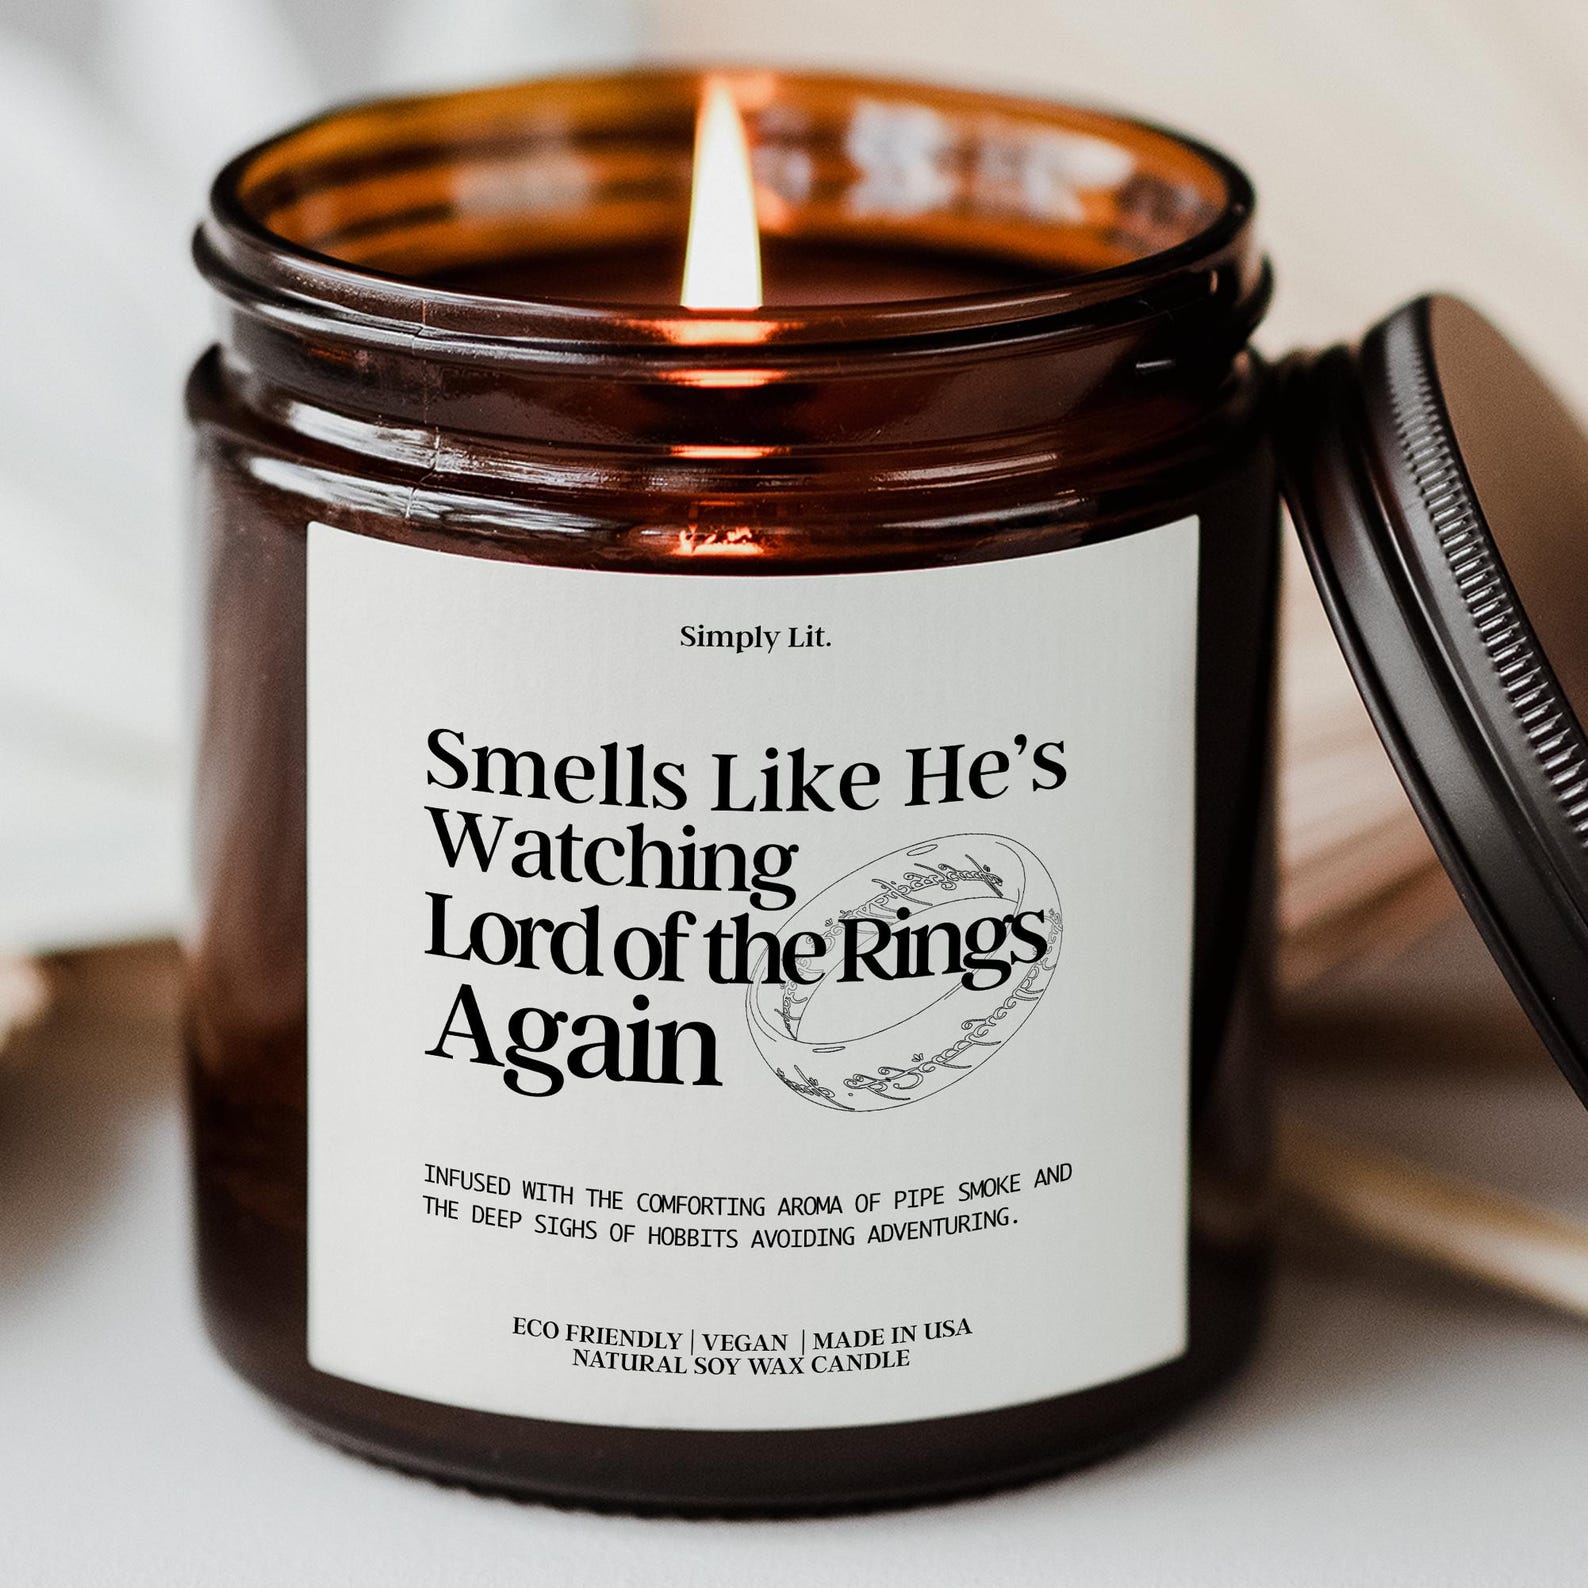 Simply Lit.
Smells Like He's
Watching
Lord of the Rings
Again
INFUSED WITH THE COMFORTING AROMA OF PIPE SMOKE AND
THE DEEP SIGHS OF HOBBITS AVOIDING ADVENTURING.
ECO FRIENDLY | VEGAN | MADE IN USA
NATURAL SOY WAX CANDLE